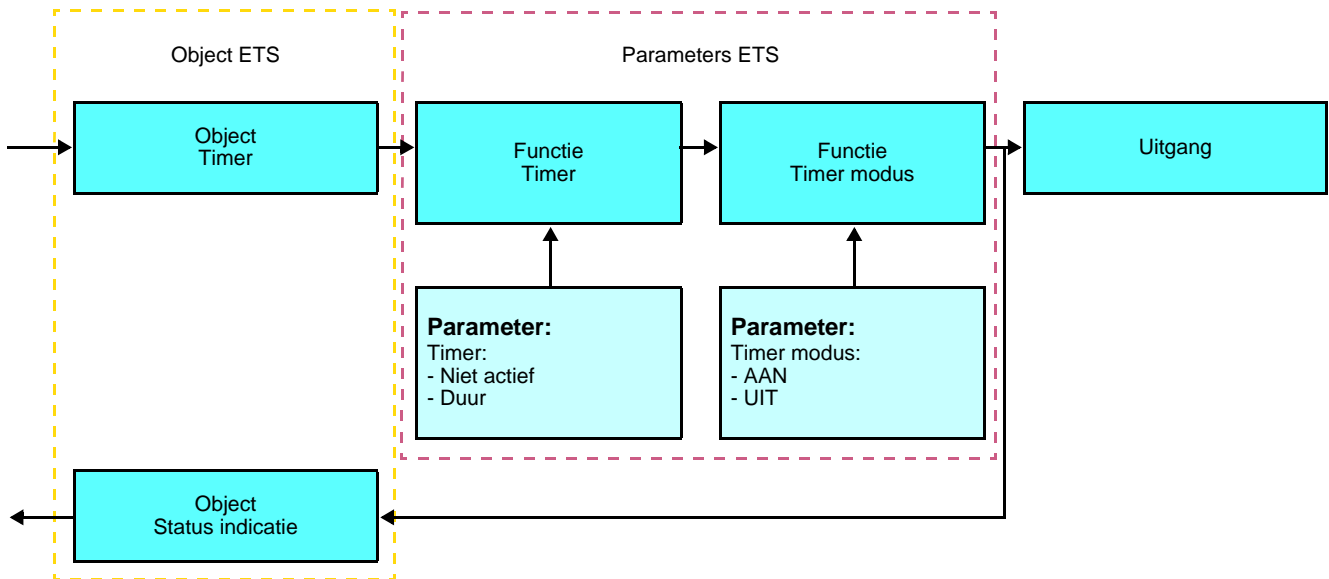 Object ETS
Parameters ETS
Object
Timer
Functie
Timer
Functie
Timer modus
Uitgang
Parameter:
Timer:
- Niet actief
- Duur
Parameter:
Timer modus:
- AAN
- UIT
Object
Status indicatie